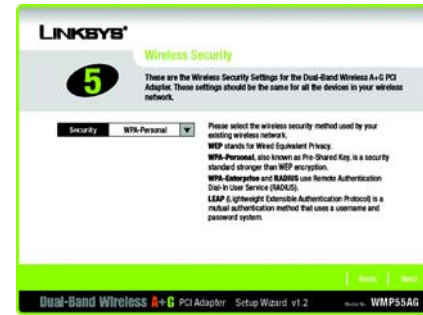 LINKSYS®
Wireless Security
5
These are the Wireless Security Settings for the Dual-Band Wireless A+G PCI
Adapter. These settings should be the same for all the devices in your wireless
network.
Security WPA-Personal
Please select the wireless security method used by your
existing wireless network.
WEP stands for Wired Equivalent Privacy.
WPA-Personal, also known as Pre-Shared Key, is a security
standard stronger than WEP encryption.
WPA-Enterprise and RADIUS use Remote Authentication
Dial-In User Service (RADIUS).
LEAP (Lightweight Extensible Authentication Protocol) is a
mutual authentication method that uses a username and
password system.
Back Next
Dual-Band Wireless A+G PCI Adapter Setup Wizard v1.2 Model No. WMP55AG